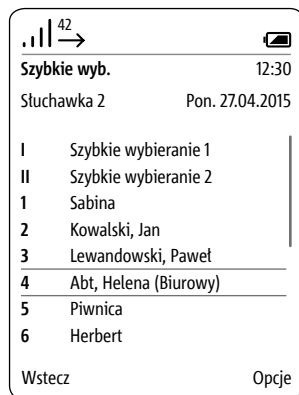 42
Szybkie wyb. 12:30
Słuchawka 2 Pon. 27.04.2015
I Szybkie wybieranie 1
II Szybkie wybieranie 2
1 Sabina
2 Kowalski, Jan
3 Lewandowski, Paweł
4 Abt, Helena (Biurowy)
5 Piwnica
6 Herbert
Wstecz Opcje